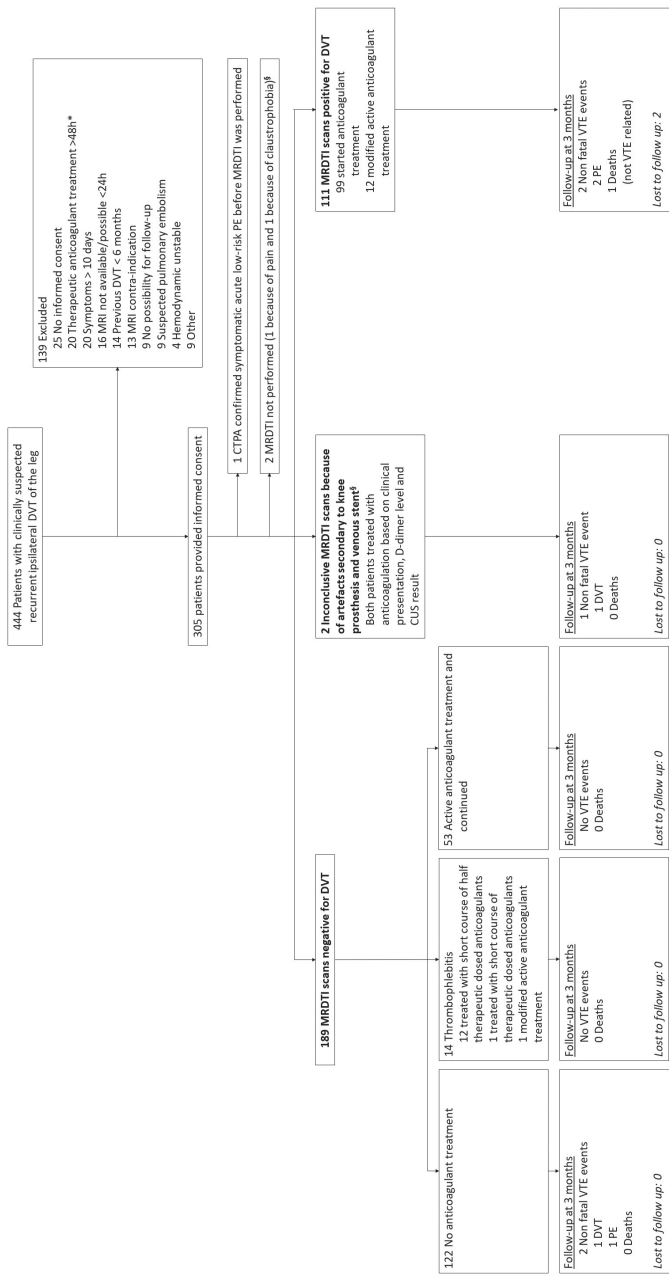 444 Patients with clinically suspected
recurrent ipsilateral DVT of the leg
139 Excluded
25 No informed consent
20 Therapeutic anticoagulant treatment >48h*
20 Symptoms > 10 days
16 MRI not available/possible <24h
14 Previous DVT < 6 months
13 MRI contra-indication
9 No possibility for follow-up
9 Suspected pulmonary embolism
4 Hemodynamic unstable
9 Other
305 patients provided informed consent
1 CTPA confirmed symptomatic acute low-risk PE before MRDTI was performed
2 MRDTI not performed (1 because of pain and 1 because of claustrophobia)§
189 MRDTI scans negative for DVT
2 Inconclusive MRDTI scans because
of artefacts secondary to knee
prosthesis and venous stent§
Both patients treated with
anticoagulation based on clinical
presentation, D-dimer level and
CUS result
111 MRDTI scans positive for DVT
99 started anticoagulant
treatment
12 modified active anticoagulant
treatment
122 No anticoagulant treatment
14 Thrombophlebitis
12 treated with short course of half
therapeutic dosed anticoagulants
1 treated with short course of
therapeutic dosed anticoagulants
1 modified active anticoagulant
treatment
53 Active anticoagulant treatment and
continued
Follow-up at 3 months
2 Non fatal VTE events
1 DVT
1 PE
0 Deaths
Lost to follow up: 0
Follow-up at 3 months
No VTE events
0 Deaths
Lost to follow up: 0
Follow-up at 3 months
No VTE events
0 Deaths
Lost to follow up: 0
Follow-up at 3 months
1 Non fatal VTE event
1 DVT
0 Deaths
Lost to follow up: 0
Follow-up at 3 months
2 Non fatal VTE events
2 PE
1 Deaths
(not VTE related)
Lost to follow up: 2